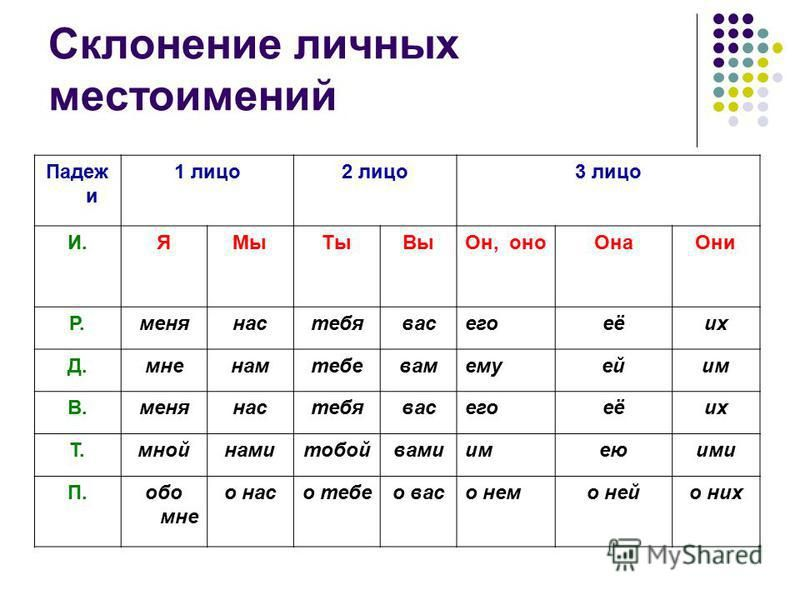 Склонение личных
местоимений
Падеж 1 лицо 2 лицо 3 лицо
и
И. Я Мы Ты Вы Он, оно Она Они
Р. меня нас тебя вас его её их
Д. мне нам тебе вам ему ей им
В. меня нас тебя вас его её их
Т. мной нами тобой вами им ею ими
П. обо о нас о тебе о вас о нем о ней о них
мне
MyShared